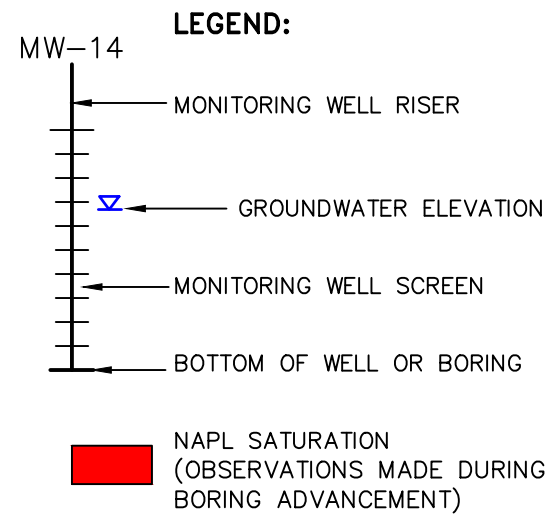 LEGEND:
MW-14
MONITORING WELL RISER
GROUNDWATER ELEVATION
MONITORING WELL SCREEN
BOTTOM OF WELL OR BORING
NAPL SATURATION
(OBSERVATIONS MADE DURING
BORING ADVANCEMENT)